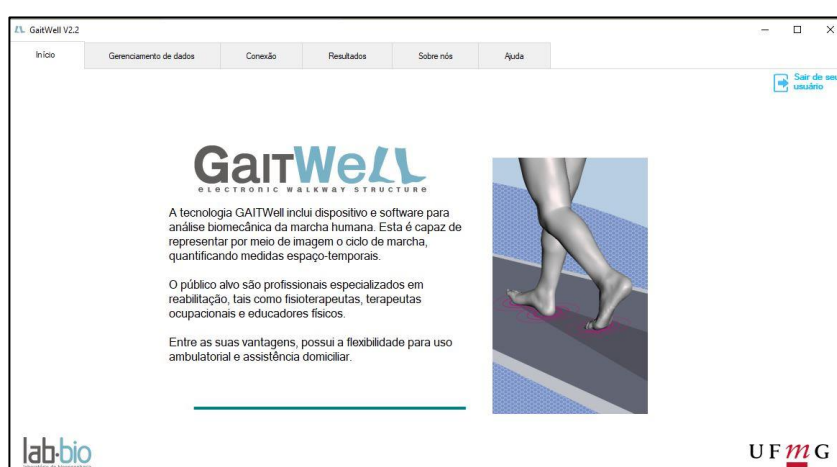 GaitWell V2.2
Início Gerenciamento de dados Conexão Resultados Sobre nós Ajuda
Sair de seu
usuário
GaitWell
ELECTRONIC WALKWAY STRUCTURE
A tecnologia GAITWell inclui dispositivo e software para
análise biomecânica da marcha humana. Esta é capaz de
representar por meio de imagem o ciclo de marcha,
quantificando medidas espaço-temporais.
O público alvo são profissionais especializados em
reabilitação, tais como fisioterapeutas, terapeutas
ocupacionais e educadores físicos.
Entre as suas vantagens, possui a flexibilidade para uso
ambulatorial e assistência domiciliar.
lab·bio
UFmG